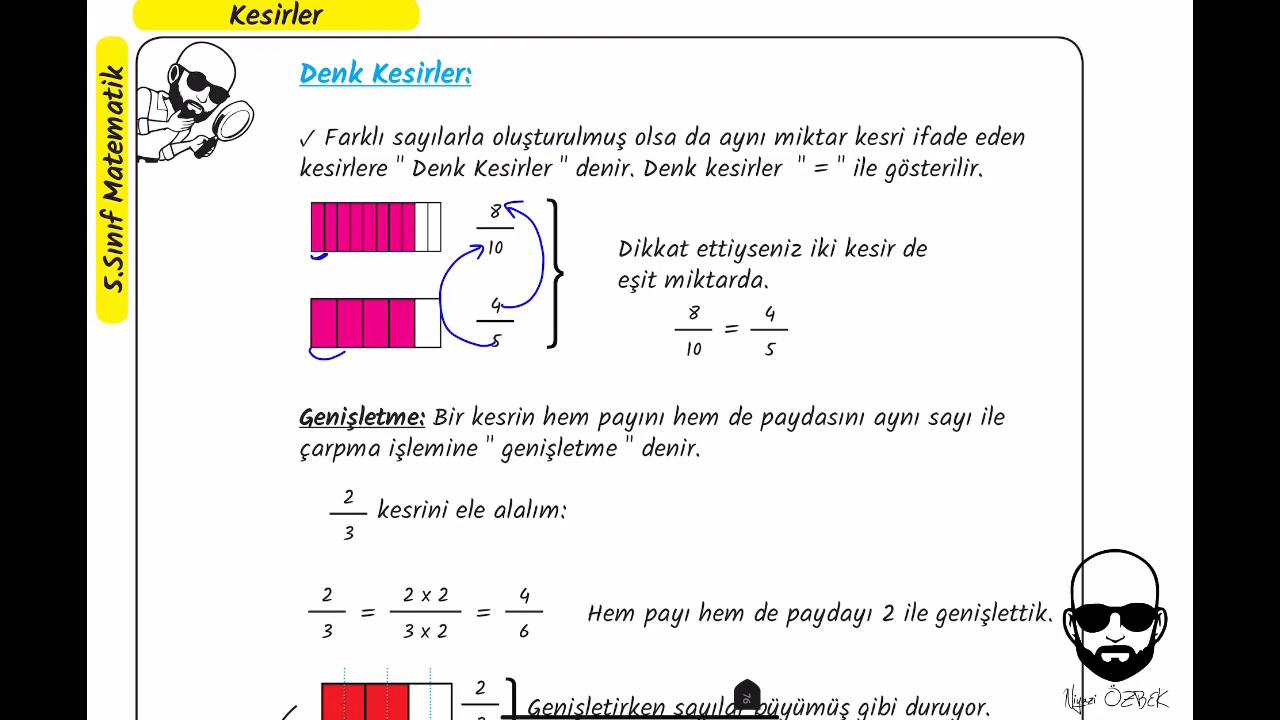 Kesirler
5.Sınıf Matematik
Denk Kesirler:
✓ Farklı sayılarla oluşturulmuş olsa da aynı miktar kesri ifade eden
kesirlere " Denk Kesirler " denir. Denk kesirler " = " ile gösterilir.
8
10
4
5
Dikkat ettiyseniz iki kesir de
eşit miktarda.
8/10 = 4/5
Genişletme: Bir kesrin hem payını hem de paydasını aynı sayı ile
çarpma işlemine " genişletme " denir.
2/3 kesrini ele alalım:
2/3 = 2 x 2/3 x 2 = 4/6 Hem payı hem de paydayı 2 ile genişlettik.
2
Genişletirken sayılar büyümüş gibi duruyor.
76
Niyazi ÖZBEK